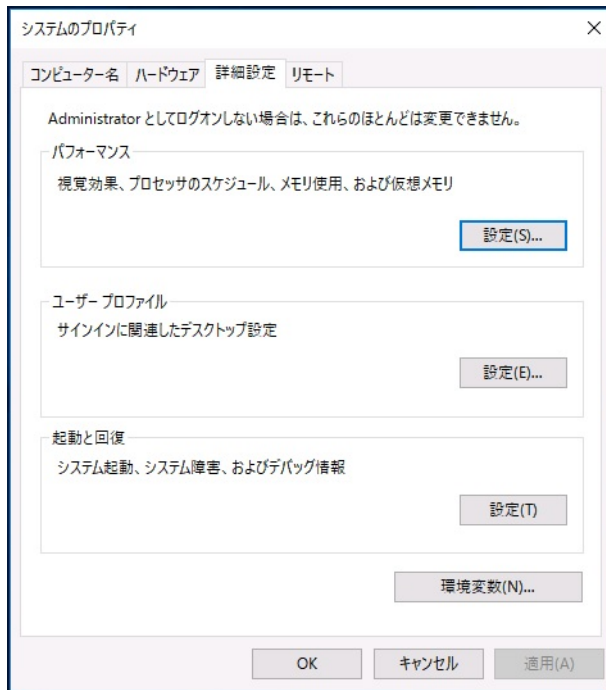 システムのプロパティ
コンピューター名 ハードウェア 詳細設定 リモート
Administrator としてログオンしない場合は、これらのほとんどは変更できません。
パフォーマンス
視覚効果、プロセッサのスケジュール、メモリ使用、および仮想メモリ
設定(S)...
ユーザー プロファイル
サインインに関連したデスクトップ設定
設定(E)...
起動と回復
システム起動、システム障害、およびデバッグ情報
設定(T)
環境変数(N)...
OK キャンセル 適用(A)